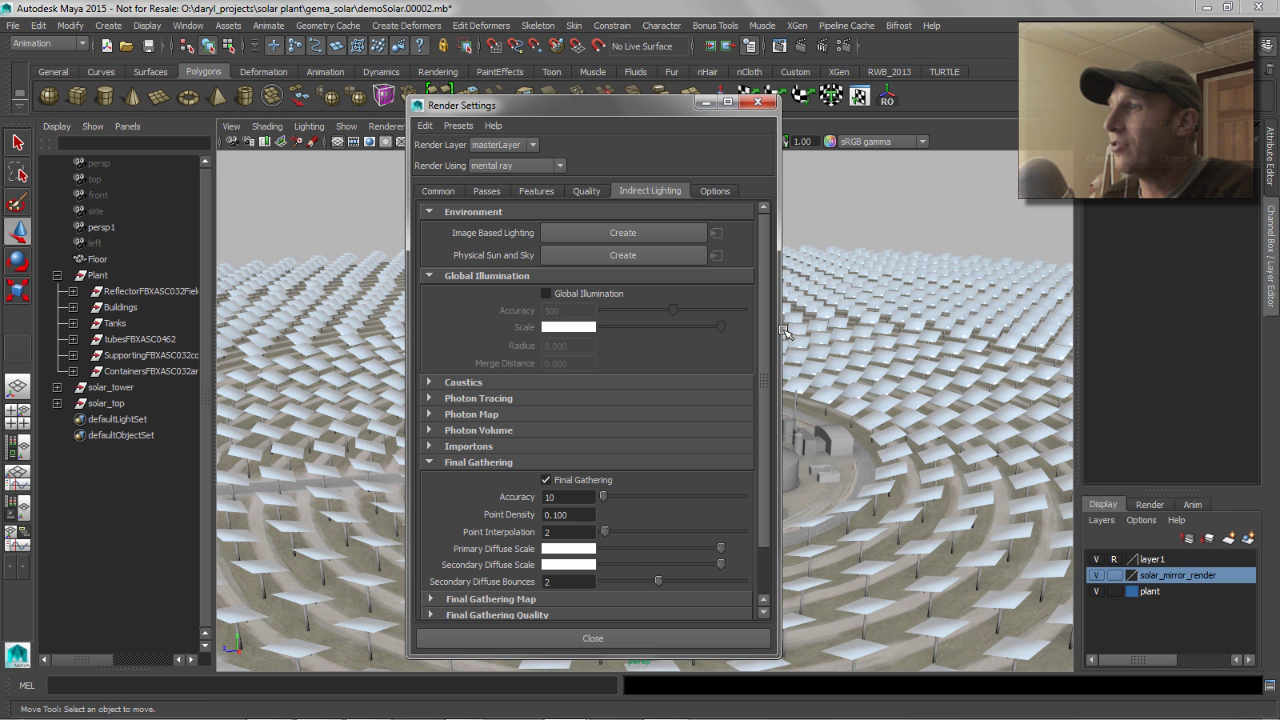 Autodesk Maya 2015 - Not for Resale: O:\daryl_projects\solar plant\gema_solar\demoSolar.00002.mb*
File Edit Modify Create Display Window Assets Animate Geometry Cache Create Deformers Edit Deformers Skeleton Skin Constrain Character Bonus Tools Muscle XGen Pipeline Cache Bifrost Help
Animation
No Live Surface
General Curves Surfaces Polygons Deformation Animation Dynamics Rendering PaintEffects Toon Muscle Fluids Fur nHair nCloth Custom XGen RWB_2013 TURTLE
RO
Display Show Panels
persp
top
front
side
persp1
left
Floor
Plant
ReflectorFBXASC032Fiel
Buildings
Tanks
tubesFBXASC0462
SupportingFBXASC032co
ContainersFBXASC032ar
solar_tower
solar_top
defaultLightSet
defaultObjectSet
View Shading Lighting Show Renderer
1.00 sRGB gamma
persp
Render Settings
Edit Presets Help
Render Layer masterLayer
Render Using mental ray
Common Passes Features Quality Indirect Lighting Options
Environment
Image Based Lighting Create
Physical Sun and Sky Create
Global Illumination
Global Illumination
Accuracy 500
Scale
Radius 0.000
Merge Distance 0.000
Caustics
Photon Tracing
Photon Map
Photon Volume
Importons
Final Gathering
Final Gathering
Accuracy 10
Point Density 0.100
Point Interpolation 2
Primary Diffuse Scale
Secondary Diffuse Scale
Secondary Diffuse Bounces 2
Final Gathering Map
Final Gathering Quality
Close
Attribute Editor
Channel Box / Layer Editor
Display Render Anim
Layers Options Help
V R layer1
V solar_mirror_render
V plant
MAYA
MEL
Move Tool: Select an object to move.